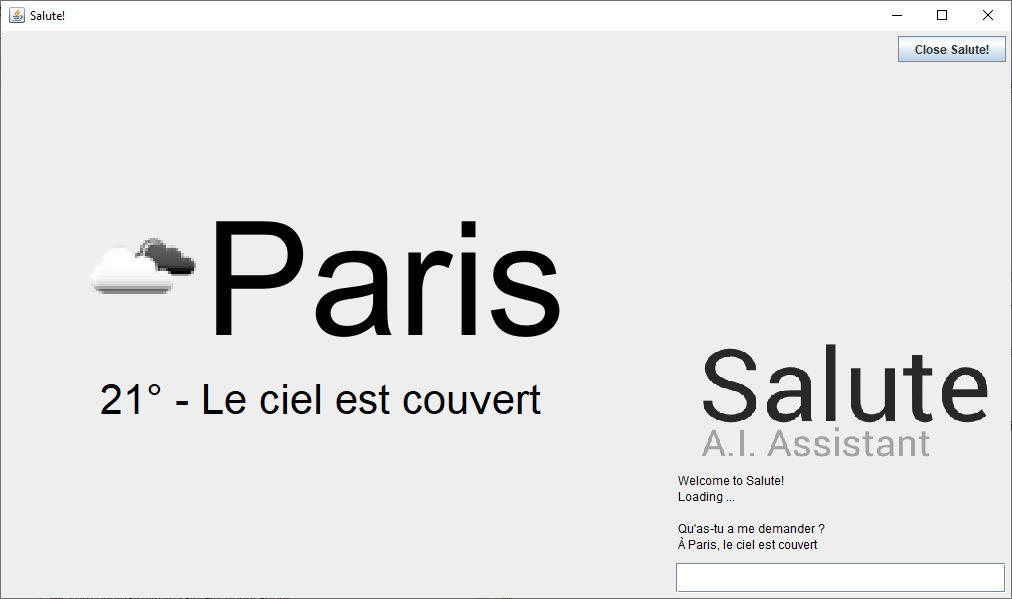 Salute!
Close Salute!
Paris
21° - Le ciel est couvert
Salute
A.I. Assistant
Welcome to Salute!
Loading ...
Qu'as-tu a me demander ?
À Paris, le ciel est couvert